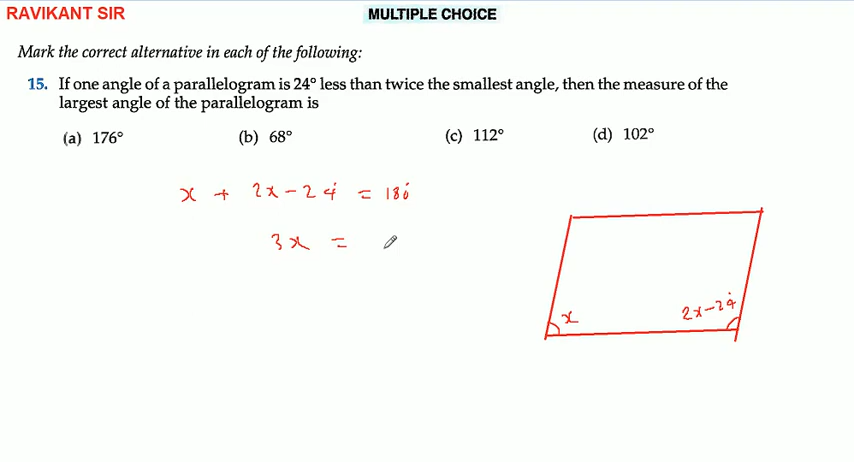 RAVIKANT SIR
MULTIPLE CHOICE
Mark the correct alternative in each of the following:
15. If one angle of a parallelogram is 24° less than twice the smallest angle, then the measure of the
largest angle of the parallelogram is
(a) 176° (b) 68° (c) 112° (d) 102°
x + 2x - 24° = 180°
3x =
x 2x - 24°